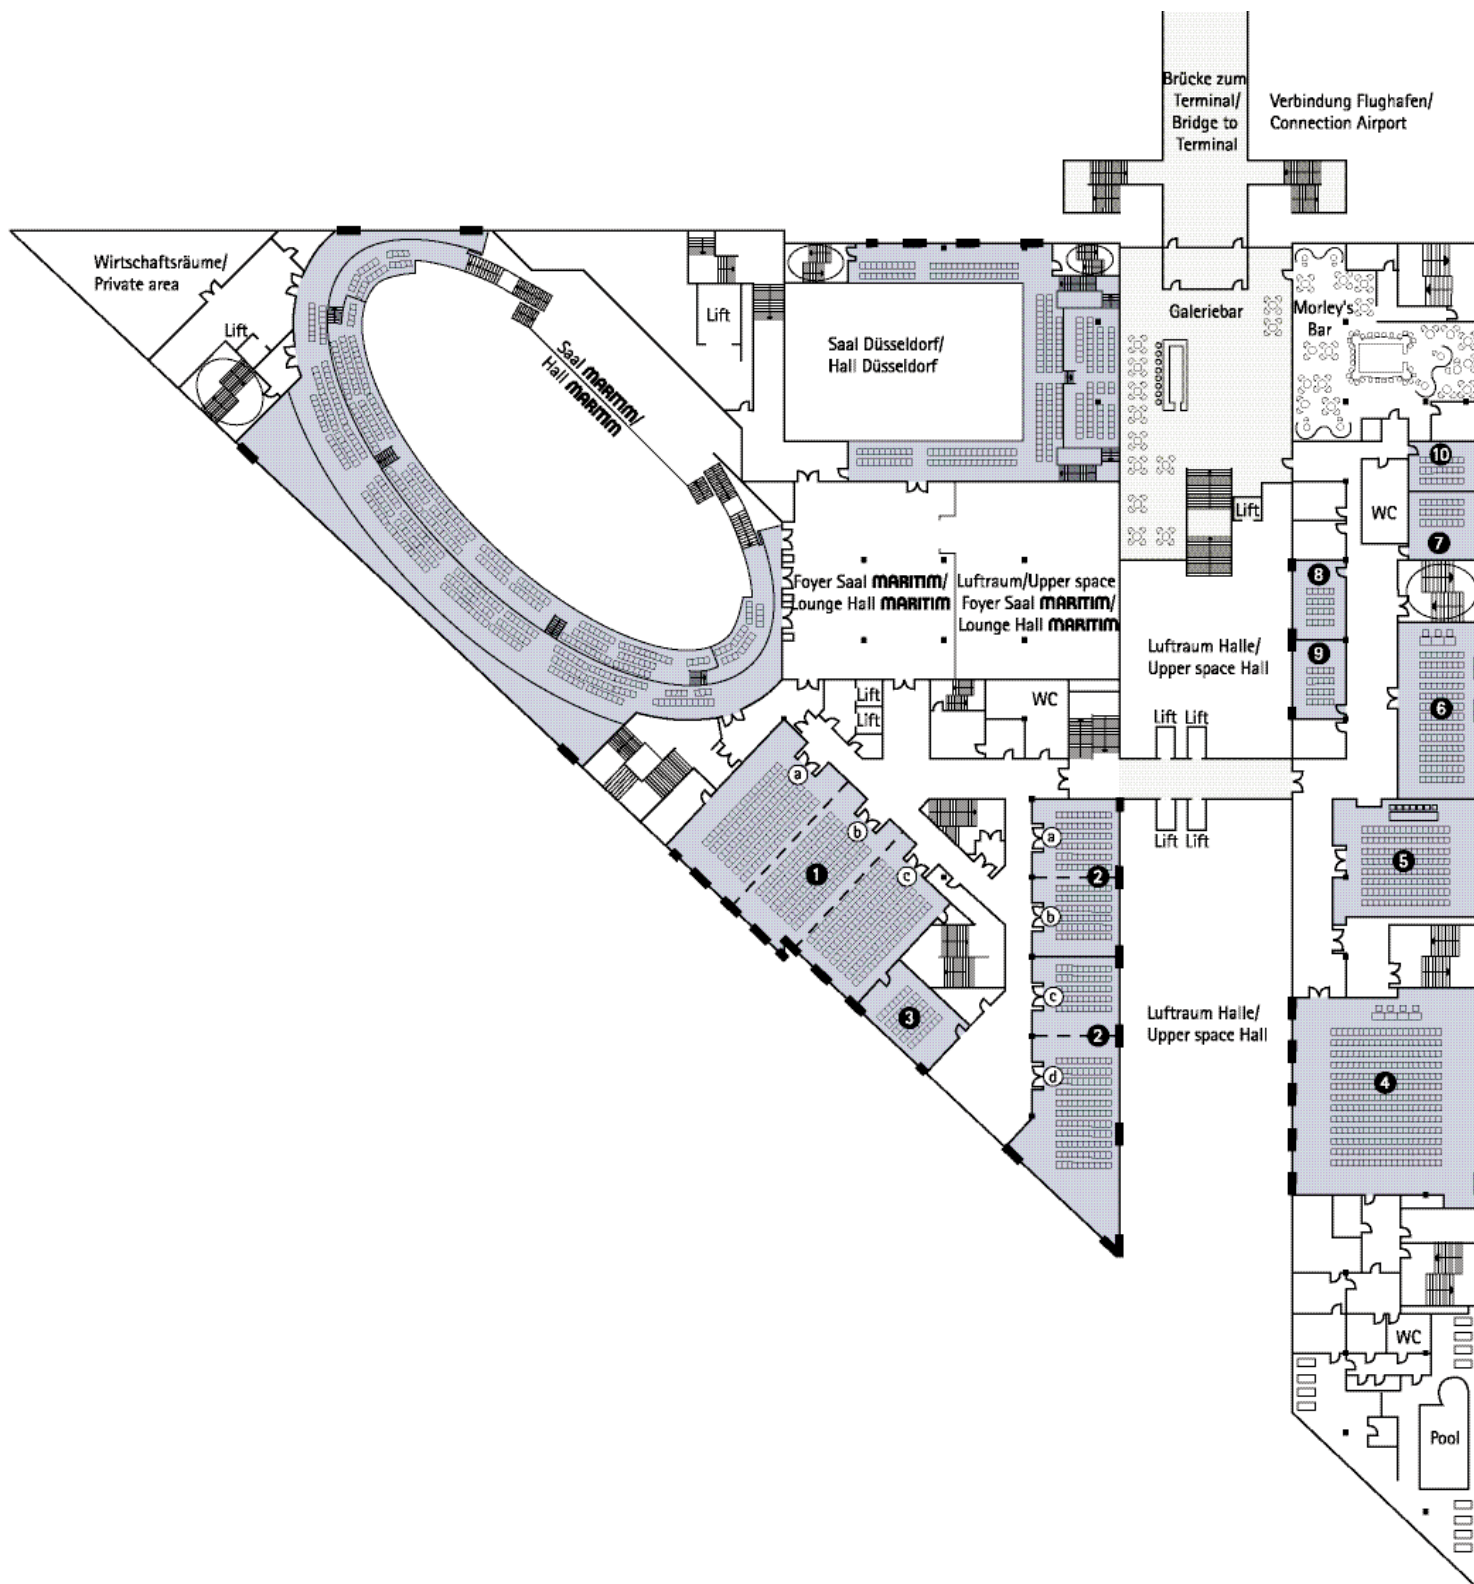 Brücke zum
Terminal/
Bridge to
Terminal
Verbindung Flughafen/
Connection Airport
Wirtschaftsräume/
Private area
Lift
Saal MARITIM/
Hall MARITIM
Lift
Saal Düsseldorf/
Hall Düsseldorf
Galeriebar
Morley's
Bar
10
WC
7
Lift
8
Foyer Saal MARITIM/
Lounge Hall MARITIM
Luftraum/Upper space
Foyer Saal MARITIM/
Lounge Hall MARITIM
Luftraum Halle/
Upper space Hall
9
6
Lift
Lift
WC
Lift Lift
a
b
c
1
Lift Lift
a
2
b
5
c
2
d
3
Luftraum Halle/
Upper space Hall
4
WC
Pool